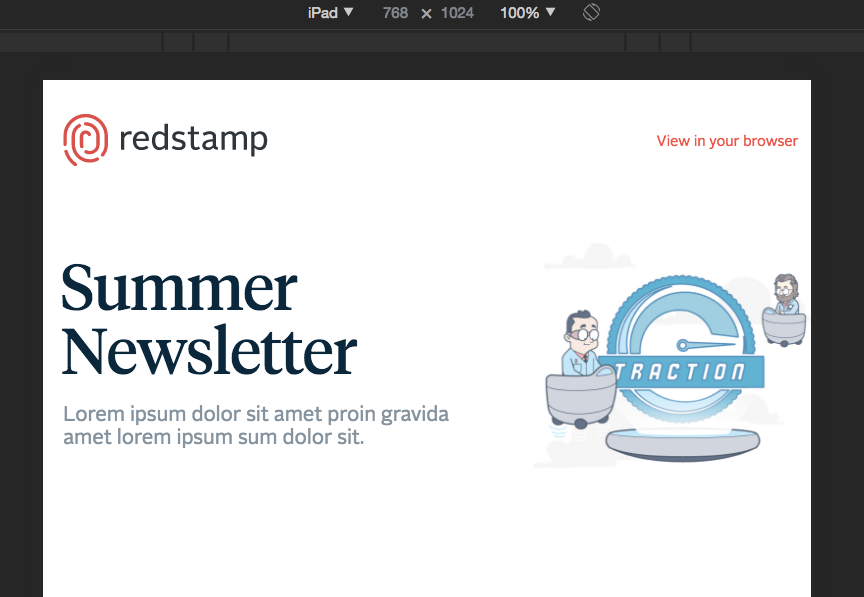 iPad ▼ 768 × 1024 100% ▼
redstamp
View in your browser
Summer
Newsletter
Lorem ipsum dolor sit amet proin gravida
amet lorem ipsum sum dolor sit.
TRACTION